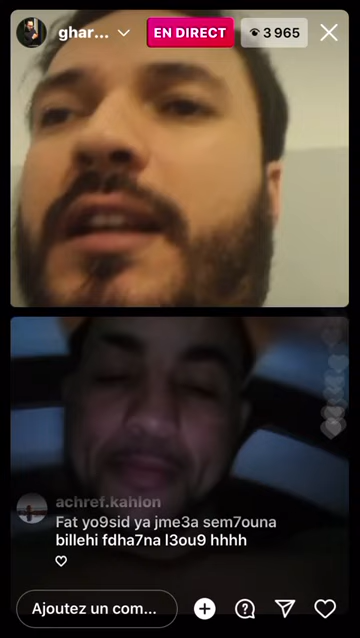 ghar...
EN DIRECT
3 965
achref.kahlon
Fat yo9sid ya jme3a sem7ouna
billehi fdha7na l3ou9 hhhh
Ajoutez un com...